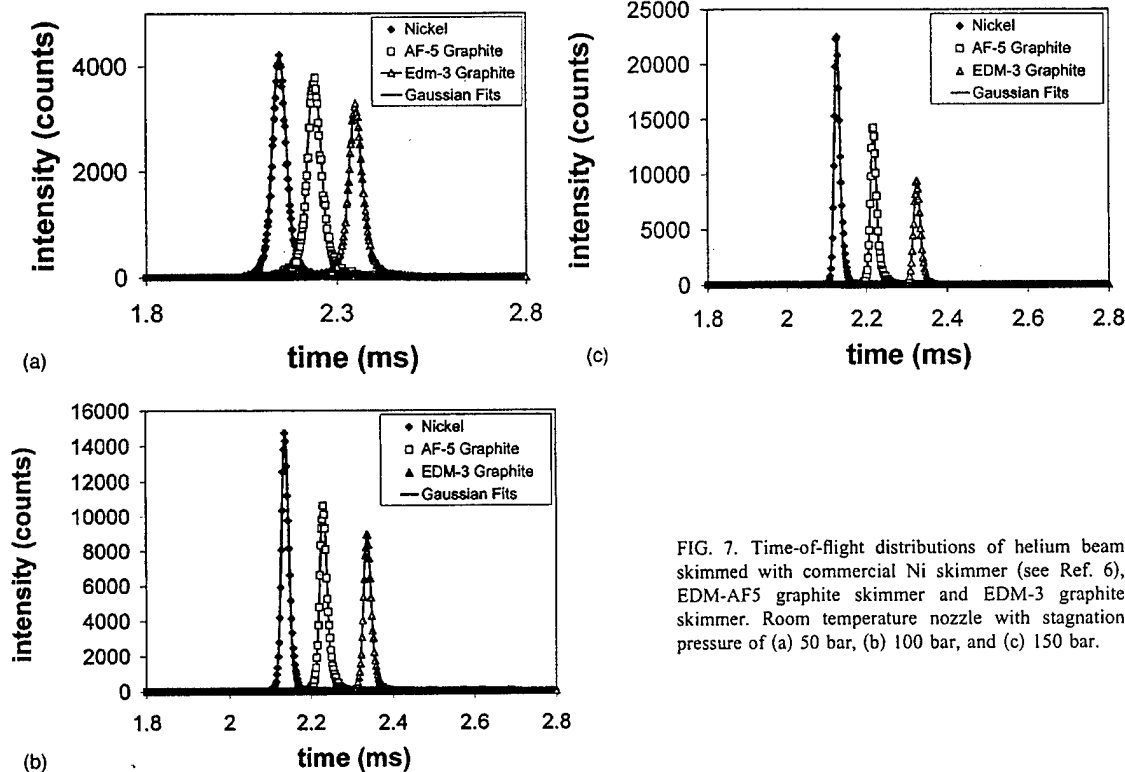 intensity (counts)
4000
2000
0
Nickel
AF-5 Graphite
Edm-3 Graphite
Gaussian Fits
1.8
2.3
2.8
time (ms)
(a)
intensity (counts)
25000
20000
15000
10000
5000
0
Nickel
AF-5 Graphite
EDM-3 Graphite
Gaussian Fits
1.8
2
2.2
2.4
2.6
2.8
time (ms)
(c)
intensity (counts)
16000
14000
12000
10000
8000
6000
4000
2000
0
Nickel
AF-5 Graphite
EDM-3 Graphite
Gaussian Fits
1.8
2
2.2
2.4
2.6
2.8
time (ms)
(b)
FIG. 7. Time-of-flight distributions of helium beam
skimmed with commercial Ni skimmer (see Ref. 6),
EDM-AF5 graphite skimmer and EDM-3 graphite
skimmer. Room temperature nozzle with stagnation
pressure of (a) 50 bar, (b) 100 bar, and (c) 150 bar.